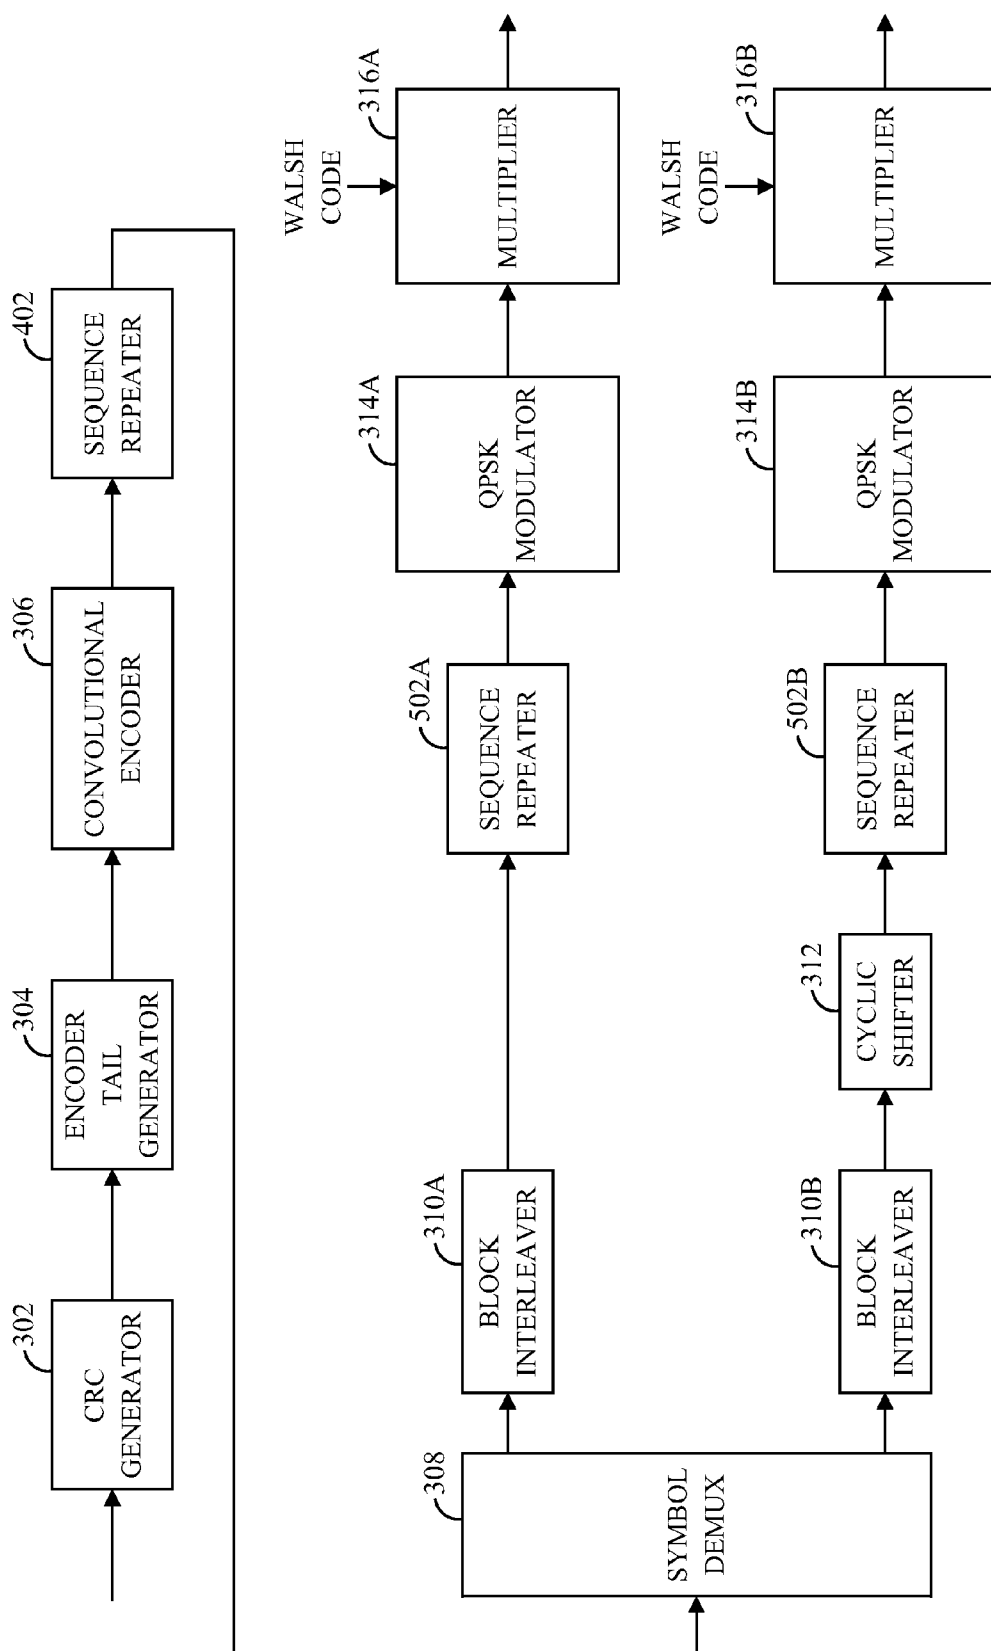 302
CRC
GENERATOR
304
ENCODER
TAIL
GENERATOR
306
CONVOLUTIONAL
ENCODER
402
SEQUENCE
REPEATER
308
SYMBOL
DEMUX
310A
BLOCK
INTERLEAVER
502A
SEQUENCE
REPEATER
314A
QPSK
MODULATOR
WALSH
CODE
316A
MULTIPLIER
310B
BLOCK
INTERLEAVER
312
CYCLIC
SHIFTER
502B
SEQUENCE
REPEATER
314B
QPSK
MODULATOR
WALSH
CODE
316B
MULTIPLIER